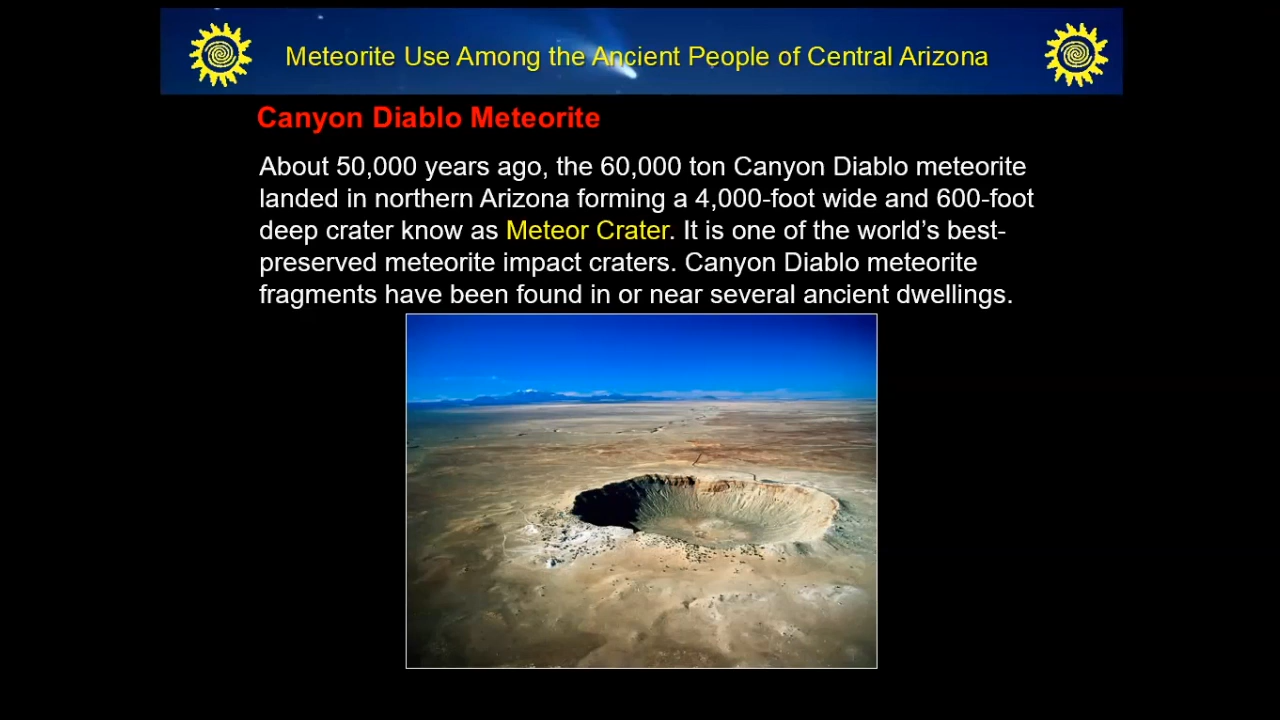 Meteorite Use Among the Ancient People of Central Arizona
Canyon Diablo Meteorite
About 50,000 years ago, the 60,000 ton Canyon Diablo meteorite
landed in northern Arizona forming a 4,000-foot wide and 600-foot
deep crater know as Meteor Crater. It is one of the world’s best-
preserved meteorite impact craters. Canyon Diablo meteorite
fragments have been found in or near several ancient dwellings.